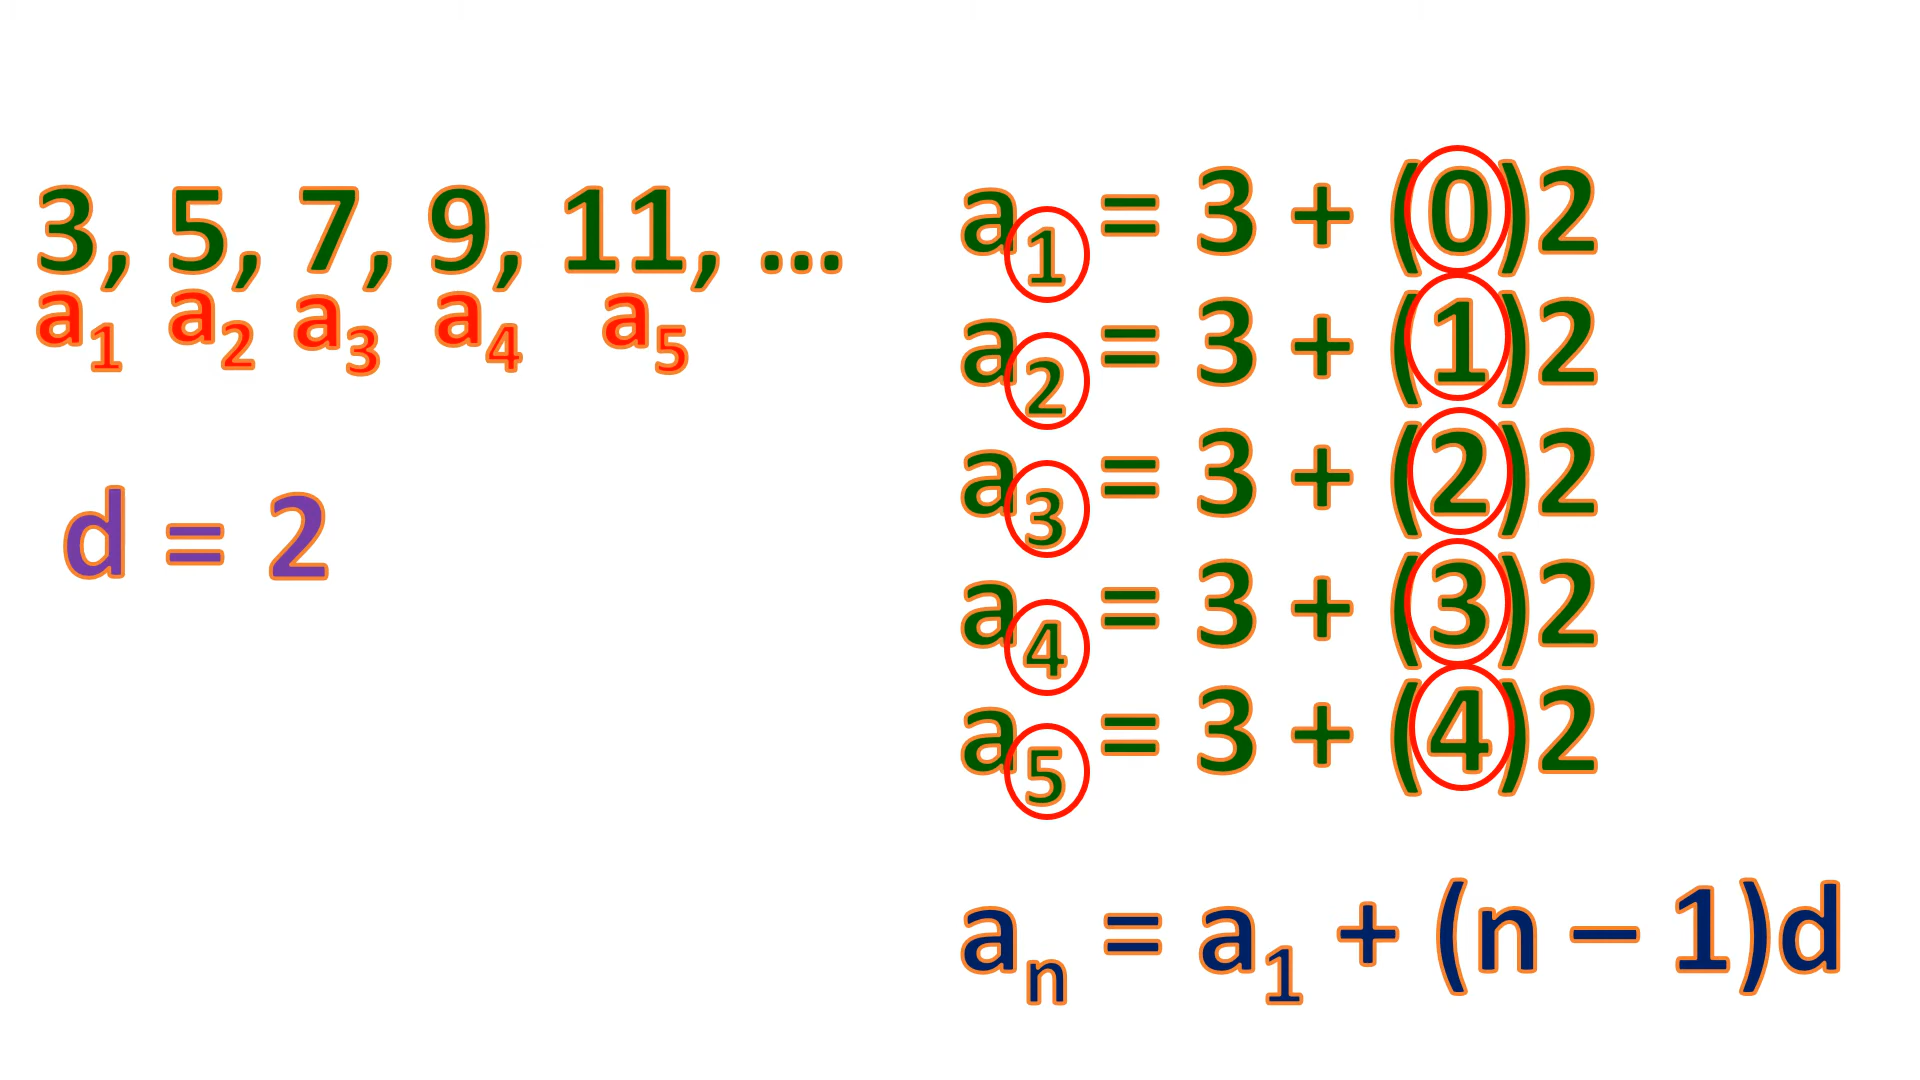 3, 5, 7, 9, 11, ...
a₁ a₂ a₃ a₄ a₅
d = 2
a₁ = 3 + (0)2
a₂ = 3 + (1)2
a₃ = 3 + (2)2
a₄ = 3 + (3)2
a₅ = 3 + (4)2
aₙ = a₁ + (n – 1)d